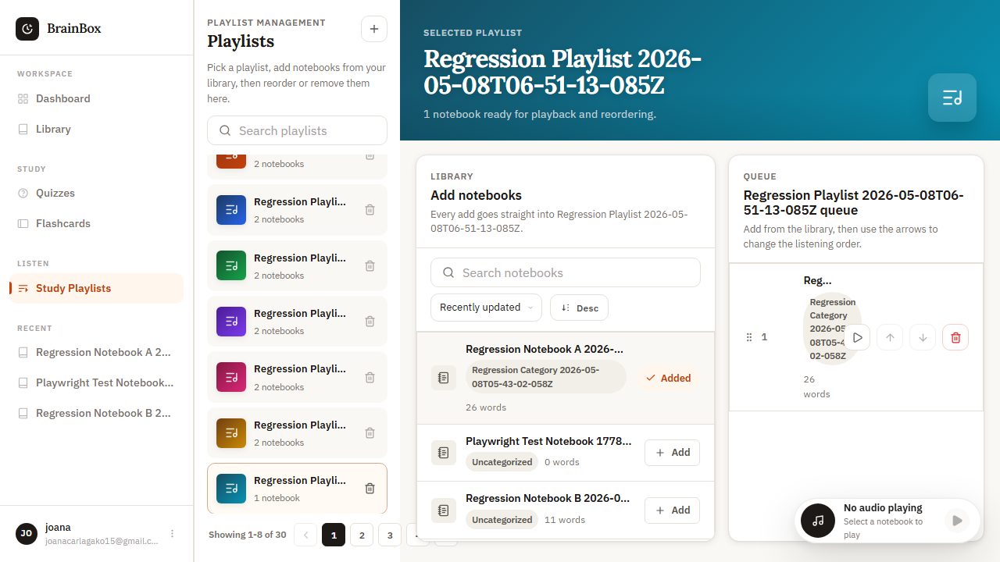 BrainBox
WORKSPACE
Dashboard
Library
STUDY
Quizzes
Flashcards
LISTEN
Study Playlists
RECENT
Regression Notebook A 2...
Playwright Test Notebook...
Regression Notebook B 2...
JO
joana
joanacarlagako15@gmail.c...
PLAYLIST MANAGEMENT
Playlists
Pick a playlist, add notebooks from your
library, then reorder or remove them
here.
Search playlists
2 notebooks
Regression Playli...
2 notebooks
Regression Playli...
2 notebooks
Regression Playli...
2 notebooks
Regression Playli...
2 notebooks
Regression Playli...
2 notebooks
Regression Playli...
1 notebook
Showing 1-8 of 30
1
2
3
SELECTED PLAYLIST
Regression Playlist 2026-
05-08T06-51-13-085Z
1 notebook ready for playback and reordering.
LIBRARY
Add notebooks
Every add goes straight into Regression Playlist 2026-05-
08T06-51-13-085Z.
Search notebooks
Recently updated
Desc
Regression Notebook A 2026-...
Regression Category 2026-05-
08T05-43-02-058Z
26 words
Added
Playwright Test Notebook 1778...
Uncategorized
0 words
Add
Regression Notebook B 2026-0...
Uncategorized
11 words
Add
QUEUE
Regression Playlist 2026-05-08T06-
51-13-085Z queue
Add from the library, then use the arrows to
change the listening order.
1
Reg...
Regression
Category
2026-05-
08T05-4
02-058Z
26
words
No audio playing
Select a notebook to
play